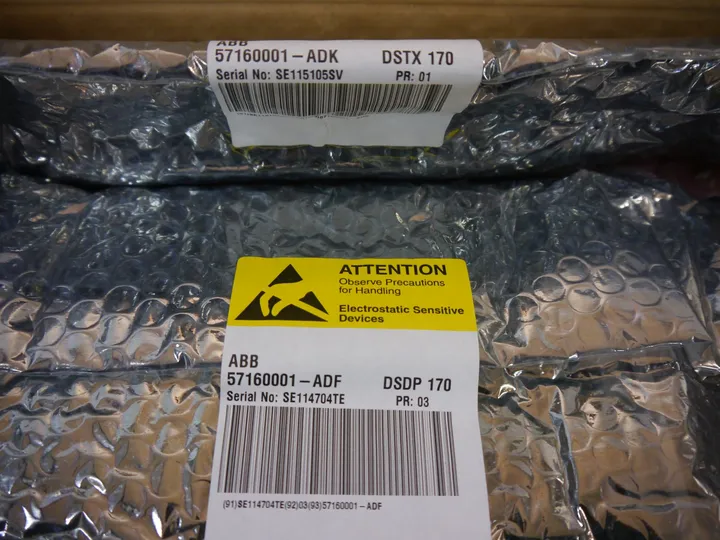 ABB
57160001-ADK DSTX 170
Serial No: SE115105SV PR: 01
ATTENTION
Observe Precautions
for Handling
Electrostatic Sensitive
Devices
ABB
57160001-ADF DSDP 170
Serial No: SE114704TE PR: 03
(91)SE114704TE(92)03(93)57160001-ADF